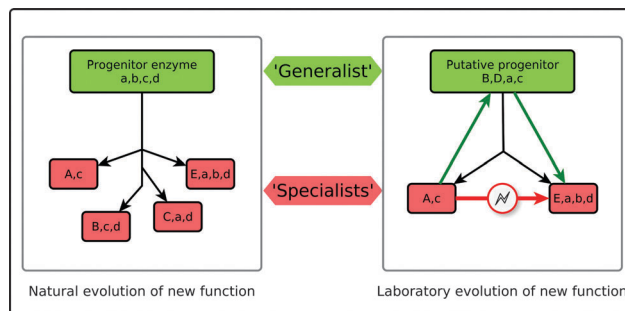 Progenitor enzyme
a,b,c,d
A,c
E,a,b,d
B,c,d
C,a,d
Natural evolution of new function
'Generalist'
'Specialists'
Putative progenitor
B,D,a,c
A,c
E,a,b,d
Laboratory evolution of new function